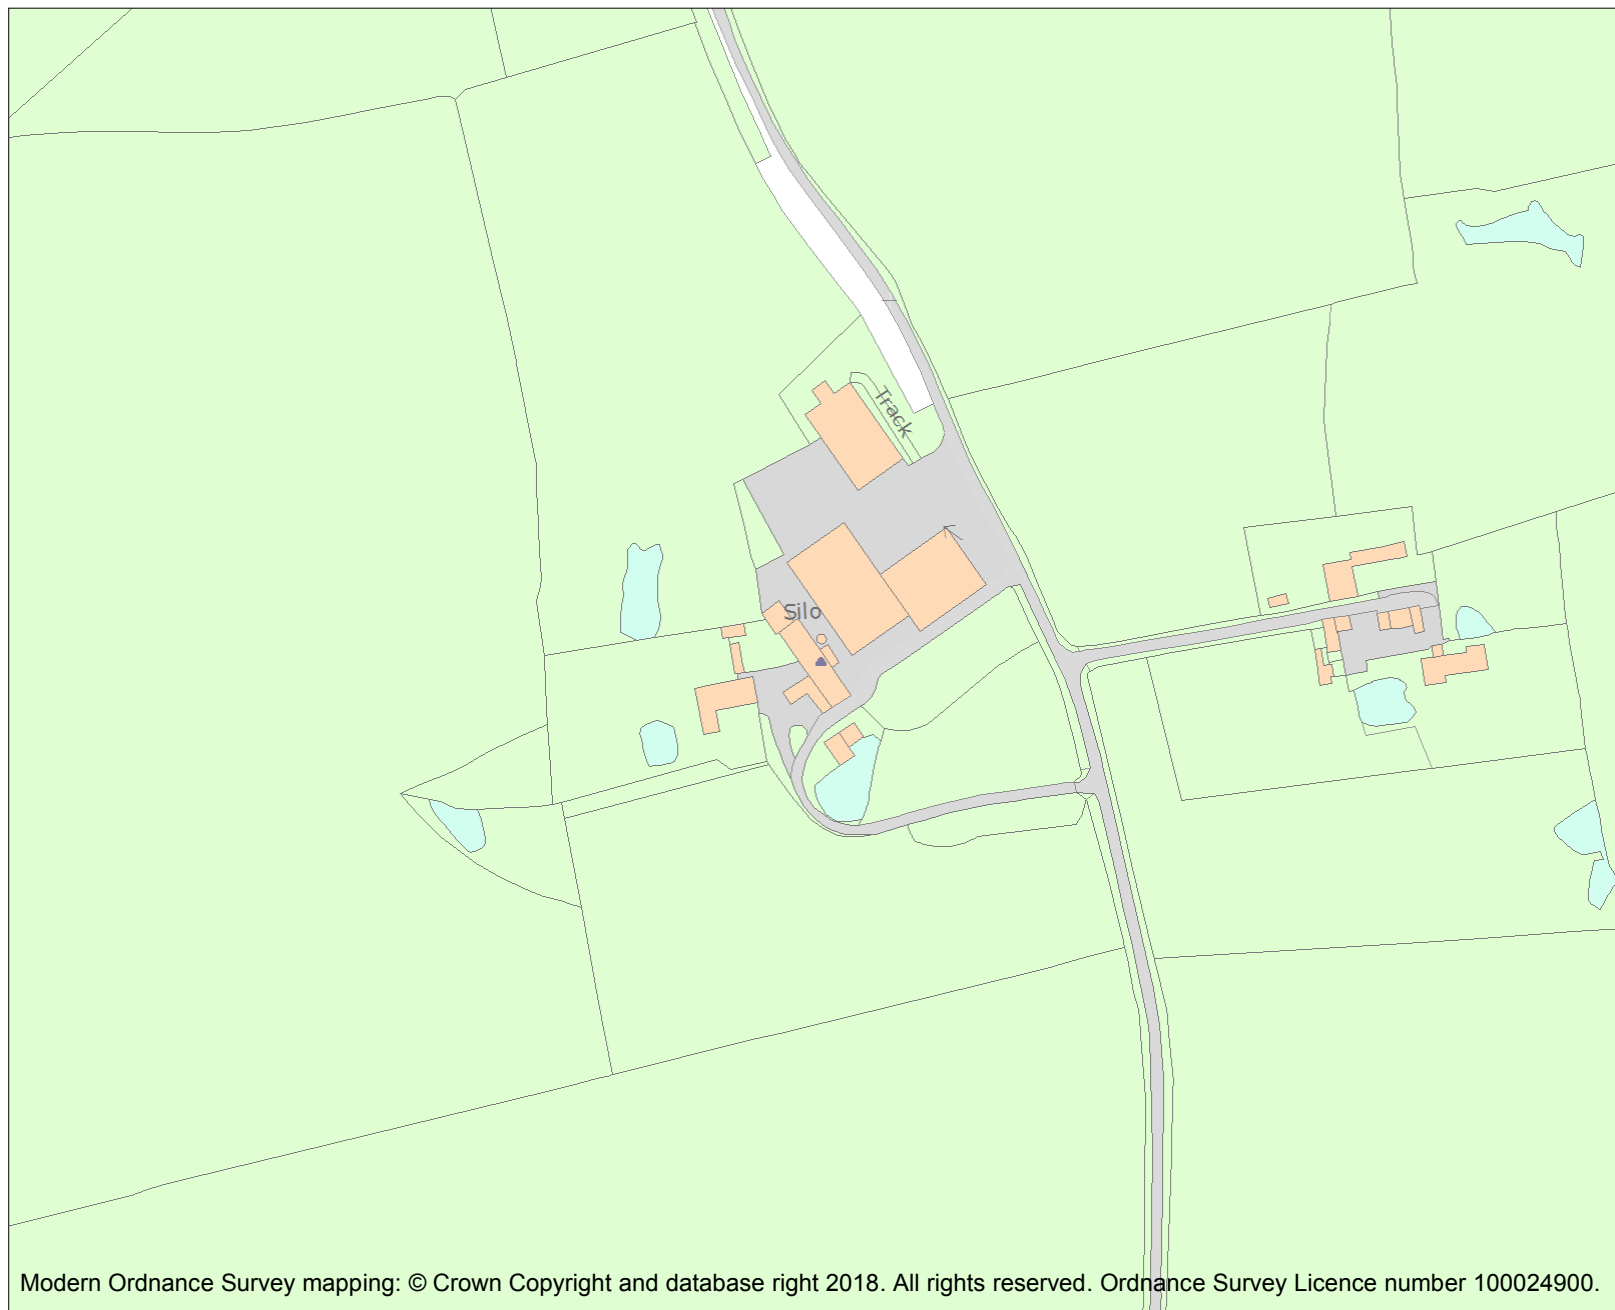 Track
Silo
Modern Ordnance Survey mapping: © Crown Copyright and database right 2018. All rights reserved. Ordnance Survey Licence number 100024900.